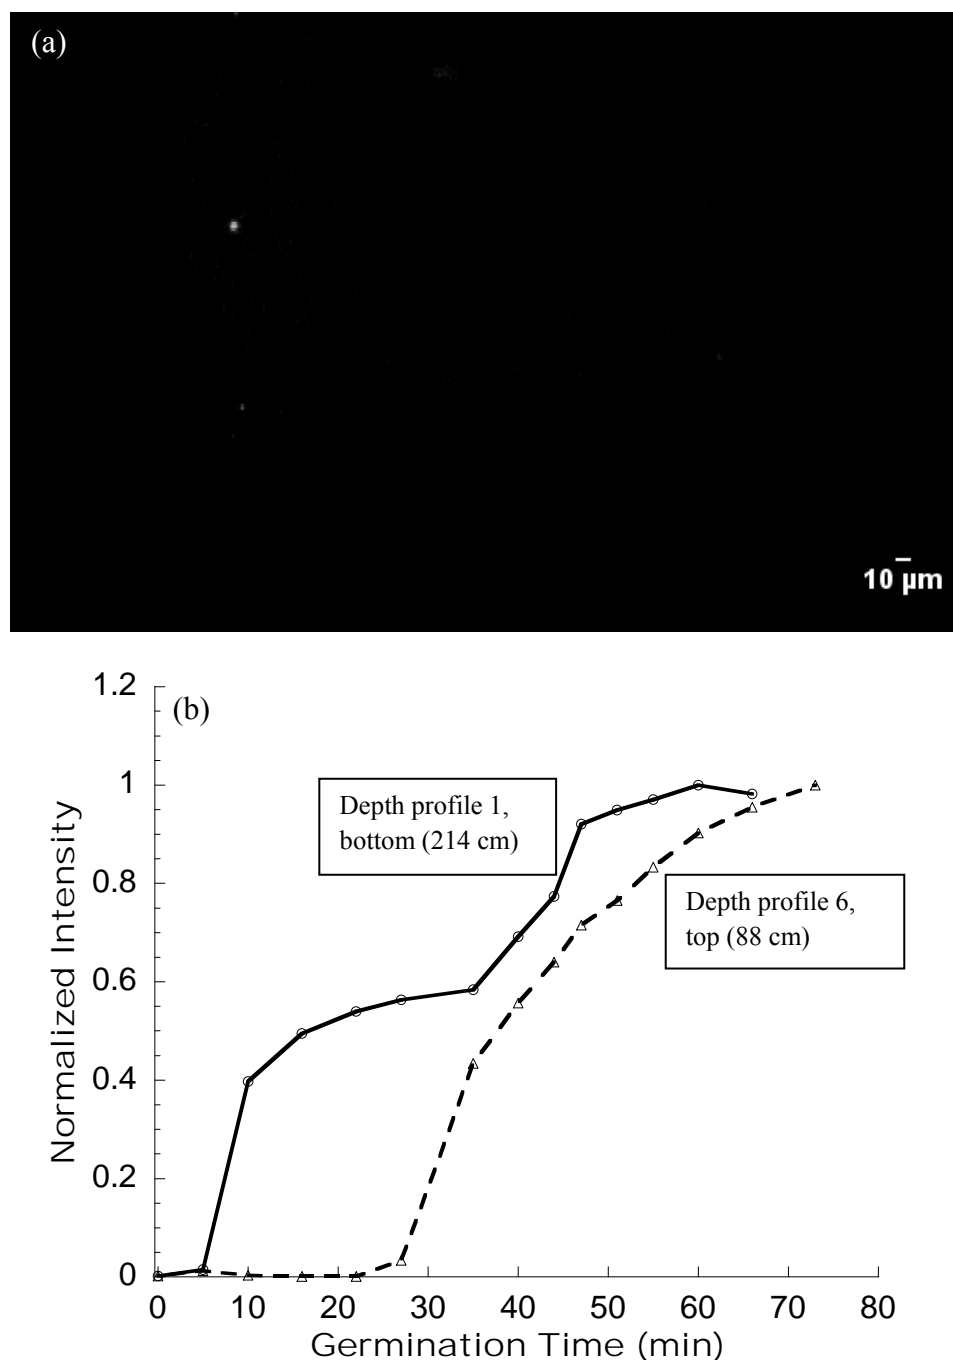 (a)
10 µm
(b)
1.2
1
0.8
0.6
0.4
0.2
0
Normalized Intensity
Depth profile 1,
bottom (214 cm)
Depth profile 6,
top (88 cm)
0 10 20 30 40 50 60 70 80
Germination Time (min)